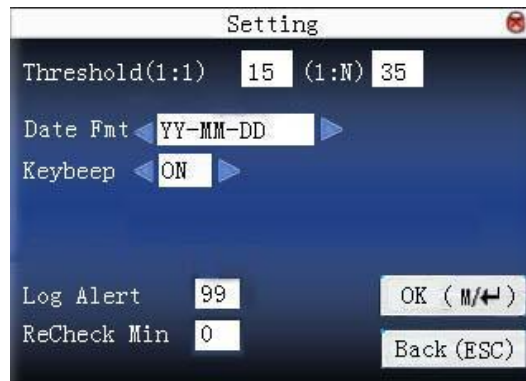 Setting
Threshold(1:1) 15 (1:N) 35
Date Fmt YY-MM-DD
Keybeep ON
Log Alert 99
OK (M/↵)
ReCheck Min 0
Back(ESC)